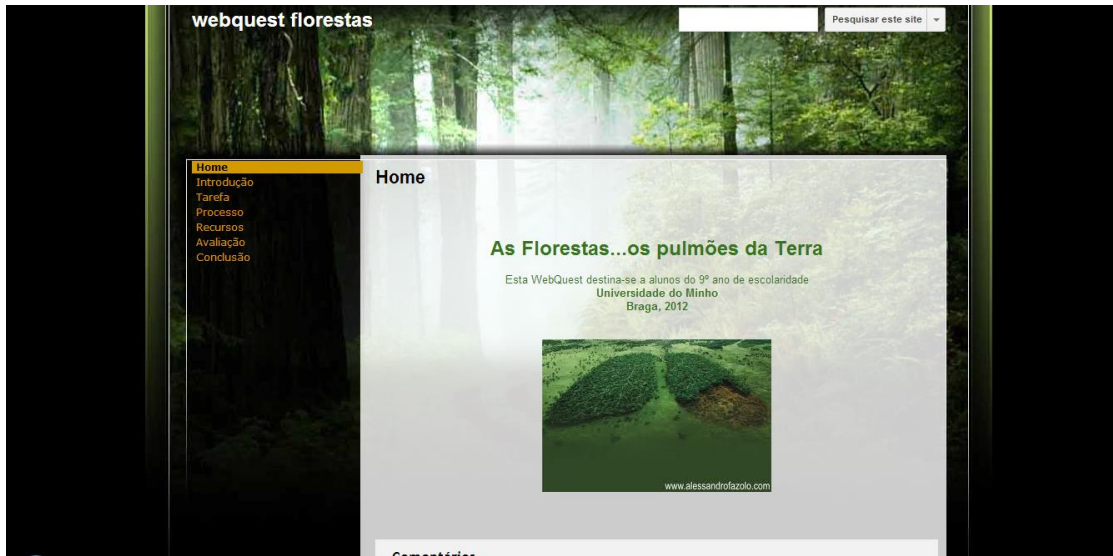 webquest florestas
Pesquisar este site
Home
Introdução
Tarefa
Processo
Recursos
Avaliação
Conclusão
Home
As Florestas...os pulmões da Terra
Esta WebQuest destina-se a alunos do 9º ano de escolaridade
Universidade do Minho
Braga, 2012
www.alessandrofazolo.com
Comentários